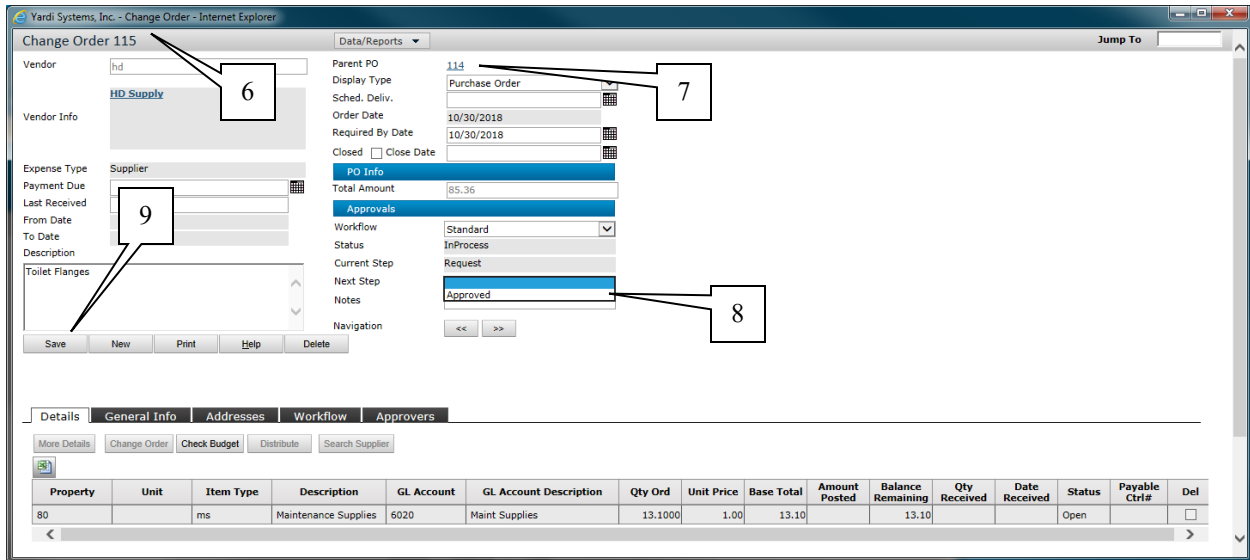 Yardi Systems, Inc. - Change Order - Internet Explorer
Change Order 115 Data/Reports Jump To
Vendor hd
HD Supply
Vendor Info
Expense Type Supplier
Payment Due
Last Received
From Date
To Date
Description
Toilet Flanges
Parent PO 114
Display Type Purchase Order
Sched. Deliv.
Order Date 10/30/2018
Required By Date 10/30/2018
Closed Close Date
PO Info
Total Amount 85.36
Approvals
Workflow Standard
Status InProcess
Current Step Request
Next Step
Approved
Notes
Navigation << >>
6
7
8
9
Save New Print Help Delete
Details General Info Addresses Workflow Approvers
More Details Change Order Check Budget Distribute Search Supplier
Property Unit Item Type Description GL Account GL Account Description Qty Ord Unit Price Base Total Amount Posted Balance Remaining Qty Received Date Received Status Payable Ctrl# Del
80 ms Maintenance Supplies 6020 Maint Supplies 13.1000 1.00 13.10 13.10 Open